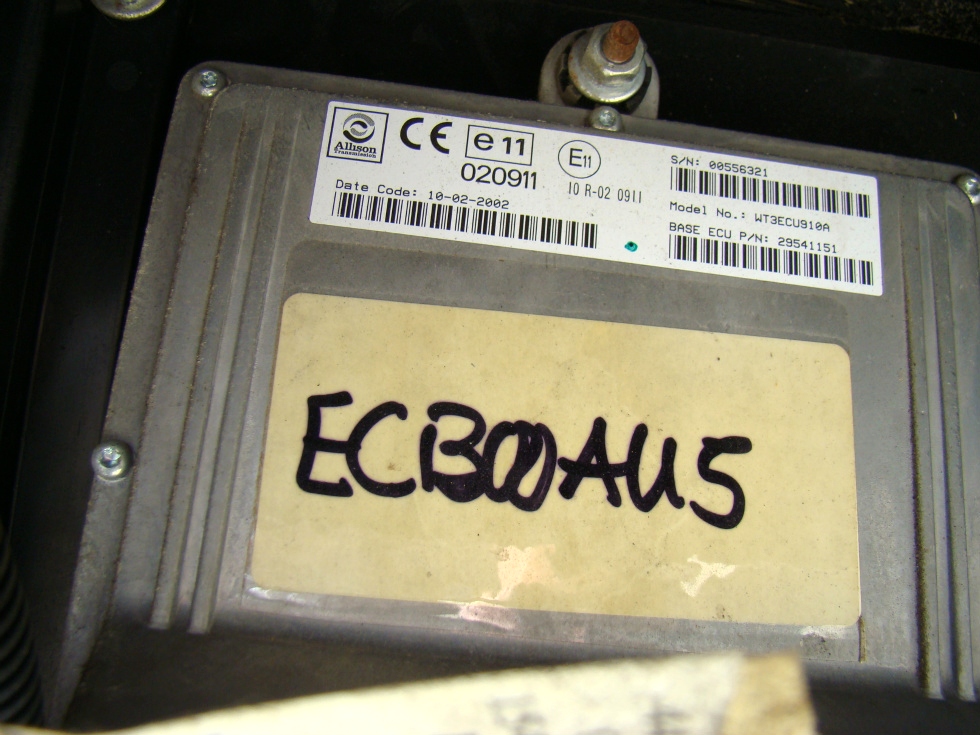 Allison
Transmission
CE
e11
020911
E11
10 R-02 0911
Date Code: 10-02-2002
S/N: 00556321
Model No.: WT3ECU910A
BASE ECU P/N: 29541151
ECB00AU5